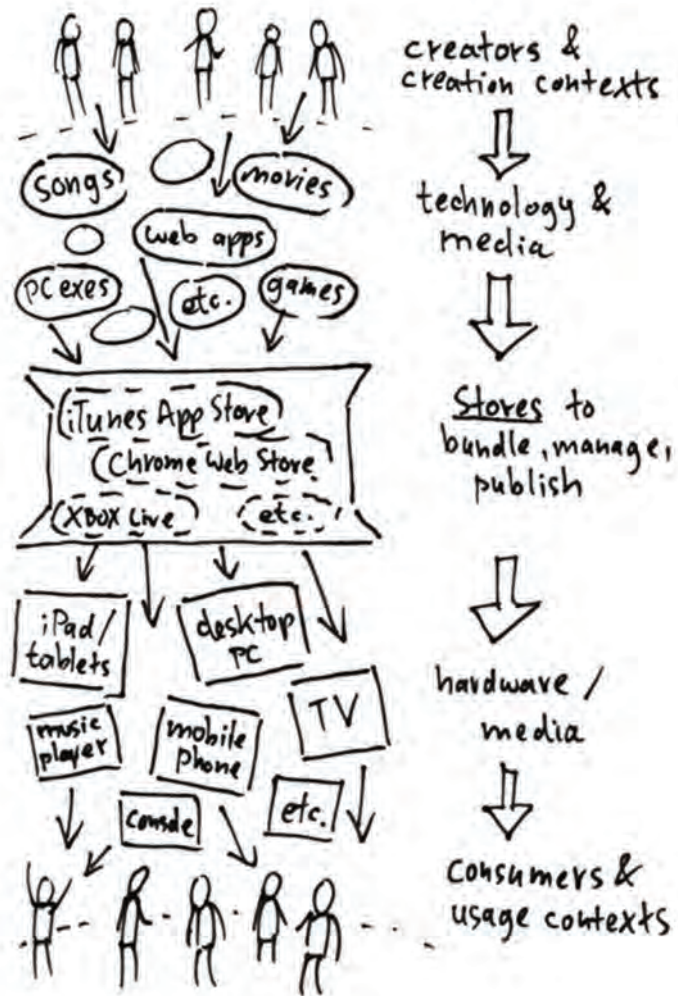 creators &
creation contexts
songs
movies
web apps
technology &
media
PC exes
etc.
games
iTunes App Store
Chrome Web Store
XBOX Live
etc.
Stores to
bundle, manage,
publish
iPad/
tablets
desktop
PC
TV
hardware /
media
music
player
mobile
phone
console
etc.
consumers &
usage contexts